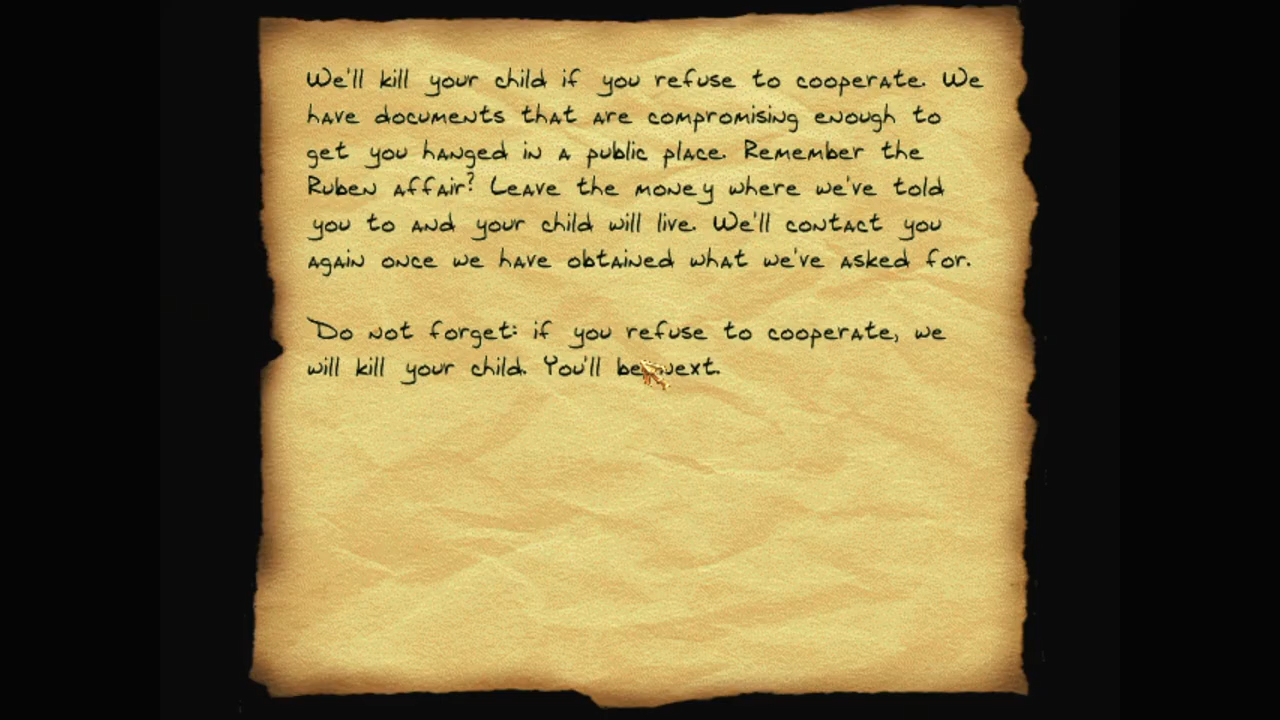 We'll kill your child if you refuse to cooperate. We
have documents that are compromising enough to
get you hanged in a public place. Remember the
Ruben affair? Leave the money where we've told
you to and your child will live. We'll contact you
again once we have obtained what we've asked for.
Do not forget: if you refuse to cooperate, we
will kill your child. You'll be next.